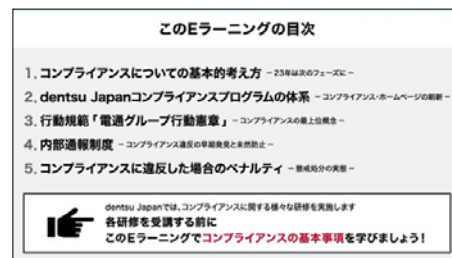 このEラーニングの目次
1. コンプライアンスについての基本的考え方 −23年は次のフェーズに−
2. dentsu Japanコンプライアンスプログラムの体系 −コンプライアンス・ホームページの刷新−
3. 行動規範「電通グループ行動憲章」−コンプライアンスの最上位概念−
4. 内部通報制度 −コンプライアンス違反の早期発見と未然防止−
5. コンプライアンスに違反した場合のペナルティ −懲戒処分の実態−
dentsu Japanでは、コンプライアンスに関する様々な研修を実施します
各研修を受講する前に
このEラーニングでコンプライアンスの基本事項を学びましょう!